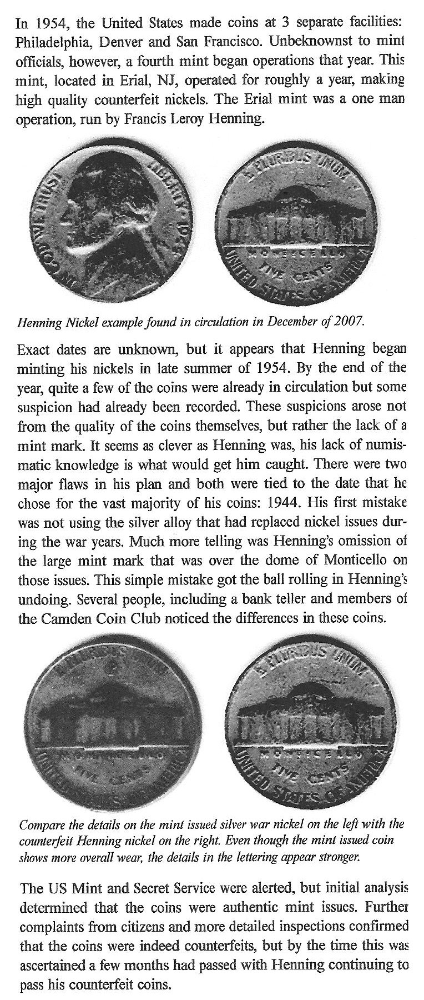 In 1954, the United States made coins at 3 separate facilities:
Philadelphia, Denver and San Francisco. Unbeknownst to mint
officials, however, a fourth mint began operations that year. This
mint, located in Erial, NJ, operated for roughly a year, making
high quality counterfeit nickels. The Erial mint was a one man
operation, run by Francis Leroy Henning.
IN GOD WE TRUST
LIBERTY · 1944
E PLURIBUS UNUM
MONTICELLO
FIVE CENTS
UNITED STATES OF AMERICA
Henning Nickel example found in circulation in December of 2007.
Exact dates are unknown, but it appears that Henning began
minting his nickels in late summer of 1954. By the end of the
year, quite a few of the coins were already in circulation but some
suspicion had already been recorded. These suspicions arose not
from the quality of the coins themselves, but rather the lack of a
mint mark. It seems as clever as Henning was, his lack of numis-
matic knowledge is what would get him caught. There were two
major flaws in his plan and both were tied to the date that he
chose for the vast majority of his coins: 1944. His first mistake
was not using the silver alloy that had replaced nickel issues dur-
ing the war years. Much more telling was Henning's omission of
the large mint mark that was over the dome of Monticello on
those issues. This simple mistake got the ball rolling in Henning's
undoing. Several people, including a bank teller and members of
the Camden Coin Club noticed the differences in these coins.
E PLURIBUS UNUM
P
MONTICELLO
FIVE CENTS
UNITED STATES OF AMERICA
E PLURIBUS UNUM
MONTICELLO
FIVE CENTS
UNITED STATES OF AMERICA
Compare the details on the mint issued silver war nickel on the left with the
counterfeit Henning nickel on the right. Even though the mint issued coin
shows more overall wear, the details in the lettering appear stronger.
The US Mint and Secret Service were alerted, but initial analysis
determined that the coins were authentic mint issues. Further
complaints from citizens and more detailed inspections confirmed
that the coins were indeed counterfeits, but by the time this was
ascertained a few months had passed with Henning continuing to
pass his counterfeit coins.